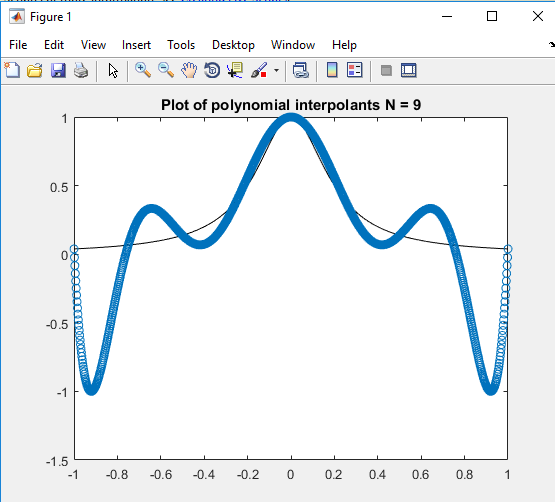 Figure 1
File Edit View Insert Tools Desktop Window Help
Plot of polynomial interpolants N = 9
1
0.5
0
-0.5
-1
-1.5
-1 -0.8 -0.6 -0.4 -0.2 0 0.2 0.4 0.6 0.8 1